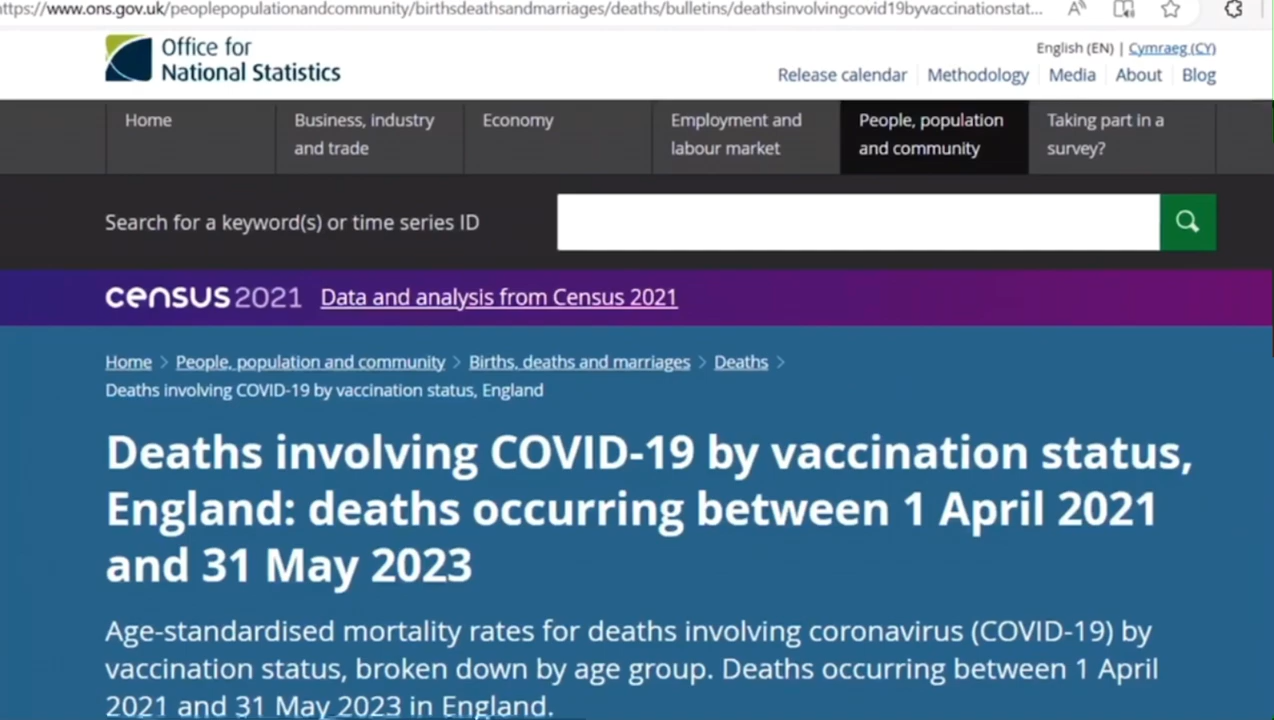 ttps://www.ons.gov.uk/peoplepopulationandcommunity/birthsdeathsandmarriages/deaths/bulletins/deathsinvolvingcovid19byvaccinationstat...
Office for
National Statistics
English (EN) | Cymraeg (CY)
Release calendar
Methodology
Media
About
Blog
Home
Business, industry
and trade
Economy
Employment and
labour market
People, population
and community
Taking part in a
survey?
Search for a keyword(s) or time series ID
census2021 Data and analysis from Census 2021
Home > People, population and community > Births, deaths and marriages > Deaths >
Deaths involving COVID-19 by vaccination status, England
Deaths involving COVID-19 by vaccination status,
England: deaths occurring between 1 April 2021
and 31 May 2023
Age-standardised mortality rates for deaths involving coronavirus (COVID-19) by
vaccination status, broken down by age group. Deaths occurring between 1 April
2021 and 31 May 2023 in England.